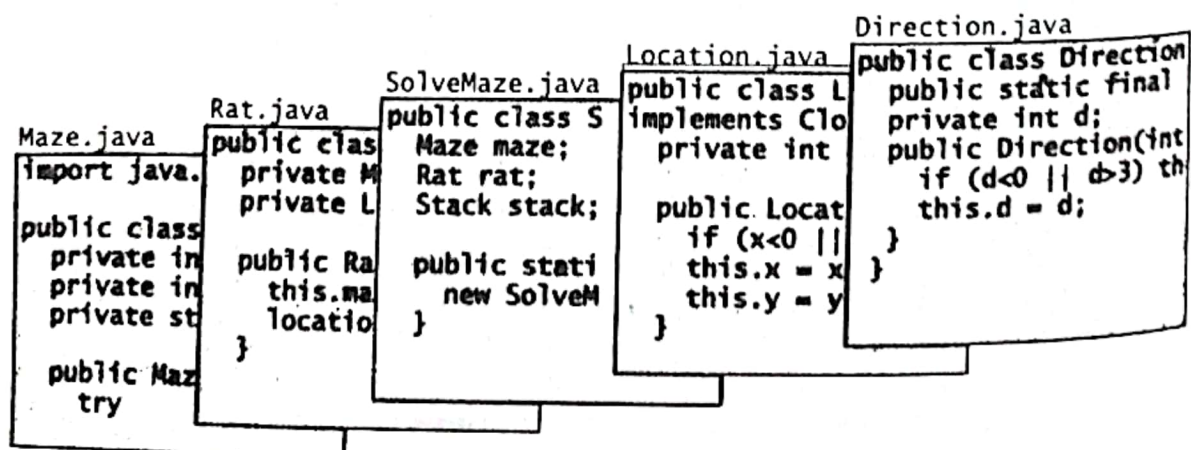 Maze.java
import java.

public class
private in
private in
private st

public Maz
try
Rat.java
public clas
private M
private L

public Ra
this.ma
locatio
}
SolveMaze.java
public class S
Maze maze;
Rat rat;
Stack stack;

public stati
new SolveM
}
Location.java
public class L
implements Clo
private int

public Locat
if (x<0 ||
this.x = x
this.y = y
}
Direction.java
public class Direction
public static final
private int d;
public Direction(int
if (d<0 || d>3) th
this.d = d;
}
}